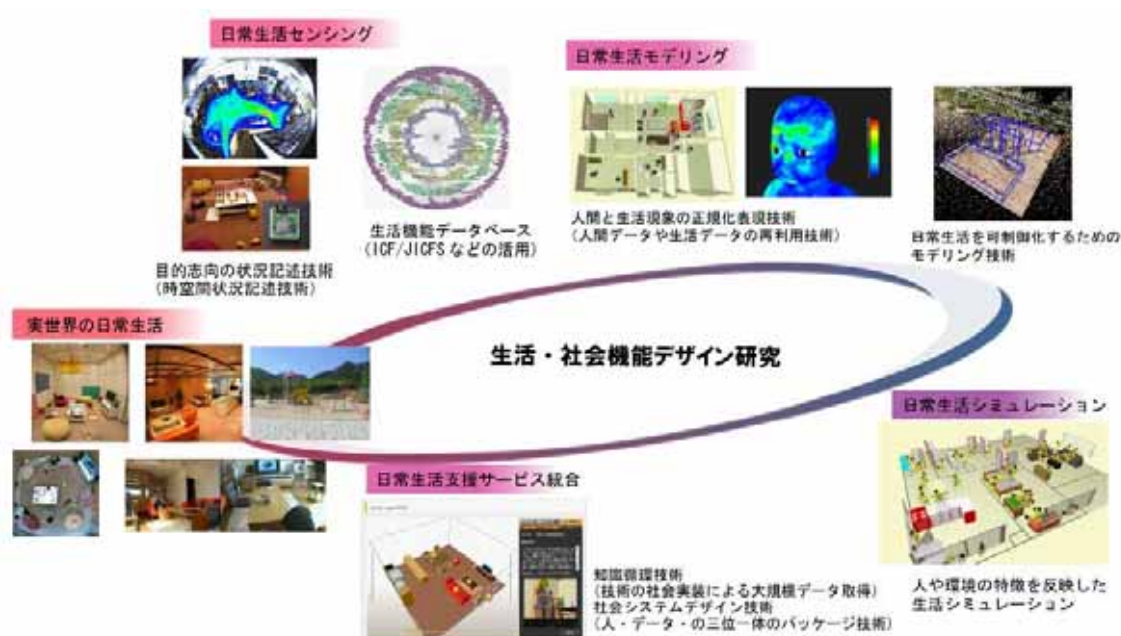 日常生活センシング
目的志向の状況記述技術
(時空間状況記述技術)
生活機能データベース
(ICF/JICFSなどの活用)
日常生活モデリング
人間と生活現象の正規化表現技術
(人間データや生活データの再利用技術)
日常生活を可制御化するための
モデリング技術
実世界の日常生活
生活・社会機能デザイン研究
日常生活シミュレーション
人や環境の特徴を反映した
生活シミュレーション
日常生活支援サービス統合
知識循環技術
(技術の社会実装による大規模データ取得)
社会システムデザイン技術
(人・データ・の三位一体のパッケージ技術)